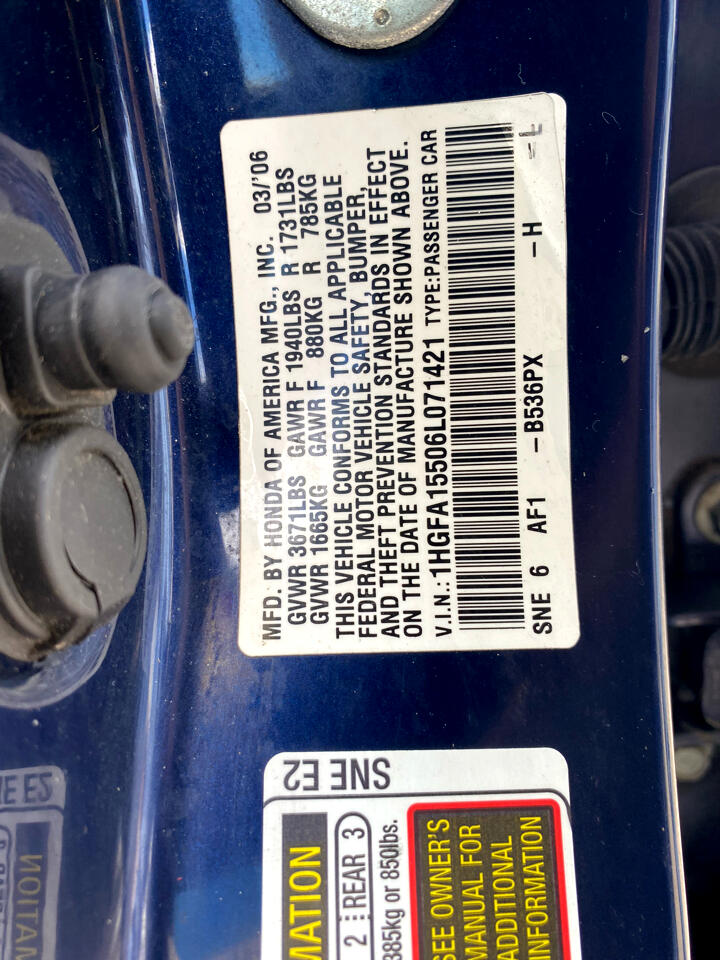 MFD. BY HONDA OF AMERICA MFG., INC. 03/'06
GVWR 3671LBS GAWR F 1940LBS R 1731LBS
GVWR 1665KG GAWR F 880KG R 785KG
THIS VEHICLE CONFORMS TO ALL APPLICABLE
FEDERAL MOTOR VEHICLE SAFETY, BUMPER,
AND THEFT PREVENTION STANDARDS IN EFFECT
ON THE DATE OF MANUFACTURE SHOWN ABOVE.
V.I.N.: 1HGFA15506L071421 TYPE:PASSENGER CAR
SNE 6 AF1 -B536PX -H -L
SNE E2
MATION
2 REAR 3
385kg or 850lbs.
SEE OWNER'S
MANUAL FOR
ADDITIONAL
INFORMATION